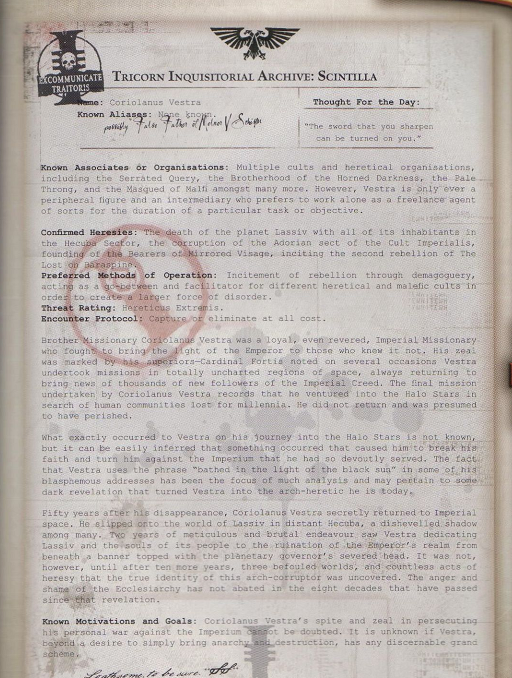 EXCOMMUNICATE
TRAITORIS
TRICORN INQUISITORIAL ARCHIVE: SCINTILLA
Name: Coriolanus Vestra
Known Aliases: None known.
possibly False Father of
Thought For the Day:
"The sword that you sharpen
can be turned on you."
Known Associates or Organisations: Multiple cults and heretical organisations,
including the Serrated Query, the Brotherhood of the Horned Darkness, the Pale
Throng, and the Masqued of Malfi amongst many more. However, Vestra is only ever a
peripheral figure and an intermediary who prefers to work alone as a freelance agent
of sorts for the duration of a particular task or objective.
Confirmed Heresies: The death of the planet Lassiv with all of its inhabitants in
the Hecuba Sector, the corruption of the Adorian sect of the Cult Imperialis,
founding the Bearers of Mirrored Visage, inciting the second rebellion of The
Lost on Baraspine.
Preferred Methods of Operation: Incitement of rebellion through demagoguery,
acting as and facilitator for different heretical and malefic cults in
order to create a larger force of disorder.
Threat Rating: Hereticus Extremis.
Encounter Protocol: Capture or eliminate at all cost.
Brother Missionary Coriolanus Vestra was a loyal, even revered, Imperial Missionary
who fought to bring the light of the Emperor to those who knew it not, His zeal
was marked by his superiors—Cardinal Fortis noted on several occasions Vestra
undertook missions in totally uncharted regions of space, always returning to
bring news of thousands of new followers of the Imperial Creed. The final mission
undertaken by Coriolanus Vestra records that he ventured into the Halo Stars in
search of human communities lost for millennia. He did not return and was presumed
to have perished.
What exactly occurred to Vestra on his journey into the Halo Stars is not known,
but it can be easily inferred that something occurred that caused him to break his
faith and turn him against the Imperium that he had so devoutly served. The fact
that Vestra uses the phrase "bathed in the light of the black sun" in some of his
blasphemous addresses has been the focus of much analysis and may pertain to some
dark revelation that turned Vestra into the arch-heretic he is today.
Fifty years after his disappearance, Coriolanus Vestra secretly returned to Imperial
space. He slipped into the world of Lassiv in distant Hecuba, a dishevelled shadow
among many. Two years of meticulous and brutal endeavour saw Vestra dedicating
Lassiv and the souls of its people to the ruination of the Emperor's realm from
beneath a banner topped with the planetary governor's severed head. It was not,
however, until after ten more years, three befouled worlds, and countless acts of
heresy that the true identity of this arch-corruptor was uncovered. The anger and
shame of the Ecclesiarchy has not abated in the eight decades that have passed
since that revelation.
Known Motivations and Goals: Coriolanus Vestra's spite and zeal in persecuting
his personal war against the Imperium cannot be doubted. It is unknown if Vestra,
beyond a desire to simply bring anarchy and destruction, has any discernable grand
scheme.
to be sure.